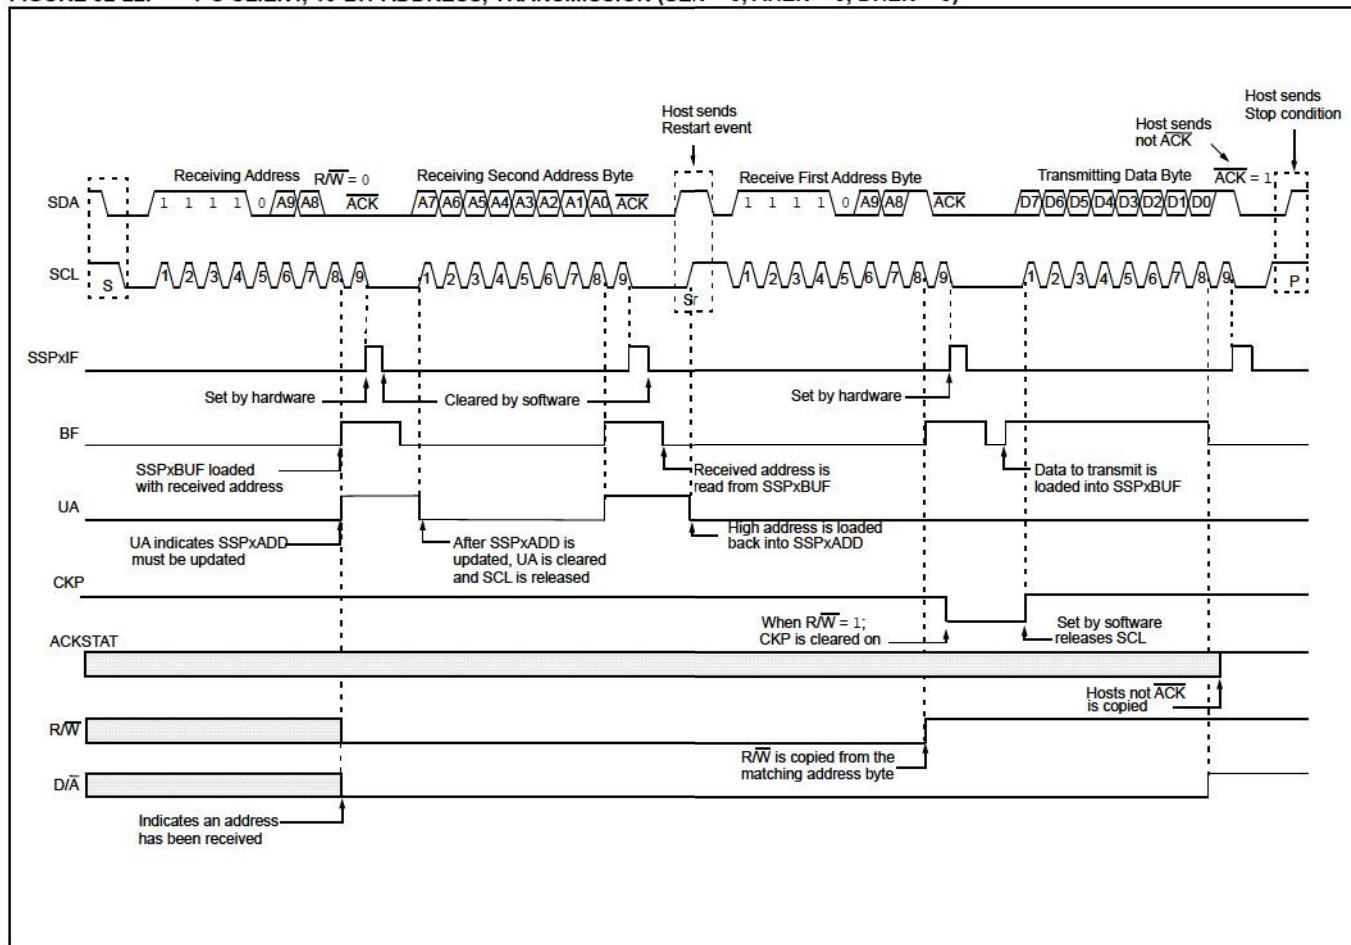 Host sends
Restart event
Host sends
Stop condition
Host sends
not ACK
Receiving Address R/W = 0
Receiving Second Address Byte
Receive First Address Byte
Transmitting Data Byte
ACK = 1
SDA
1 1 1 1 0 A9 A8 ACK
A7 A6 A5 A4 A3 A2 A1 A0 ACK
1 1 1 1 0 A9 A8 ACK
D7 D6 D5 D4 D3 D2 D1 D0
SCL
S
1 2 3 4 5 6 7 8 9
1 2 3 4 5 6 7 8 9
Sr
1 2 3 4 5 6 7 8 9
1 2 3 4 5 6 7 8 9
P
SSPxIF
Set by hardware
Cleared by software
Set by hardware
BF
SSPxBUF loaded
with received address
Received address is
read from SSPxBUF
Data to transmit is
loaded into SSPxBUF
UA
UA indicates SSPxADD
must be updated
After SSPxADD is
updated, UA is cleared
and SCL is released
High address is loaded
back into SSPxADD
CKP
When R/W = 1;
CKP is cleared on
Set by software
releases SCL
ACKSTAT
Hosts not ACK
is copied
R/W
R/W is copied from the
matching address byte
D/A
Indicates an address
has been received